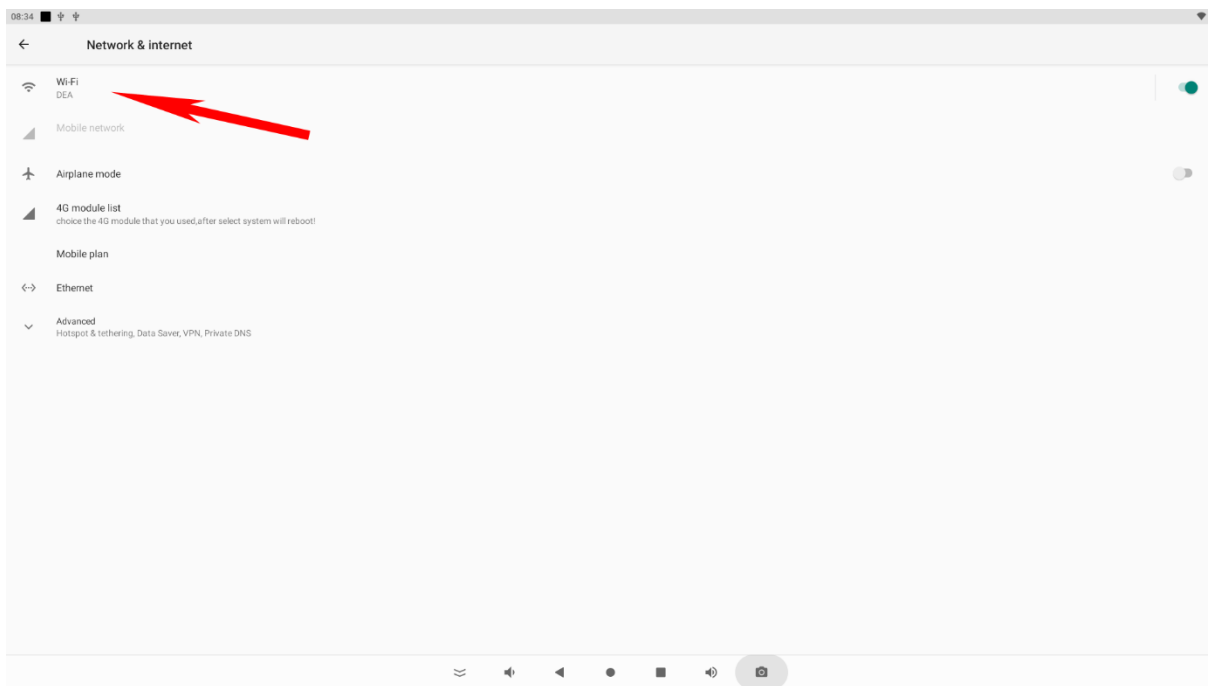 08:34
Network & internet
Wi-Fi
DEA
Mobile network
Airplane mode
4G module list
choice the 4G module that you used,after select system will reboot!
Mobile plan
Ethernet
Advanced
Hotspot & tethering, Data Saver, VPN, Private DNS